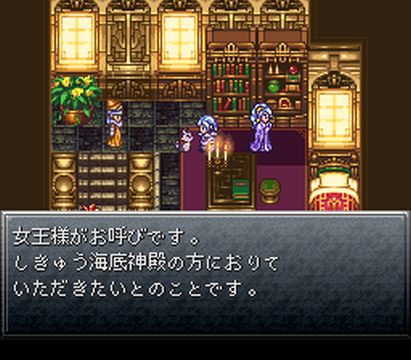 女王様がお呼びです。
しきゅう海底神殿の方におりて
いただきたいとのことです。